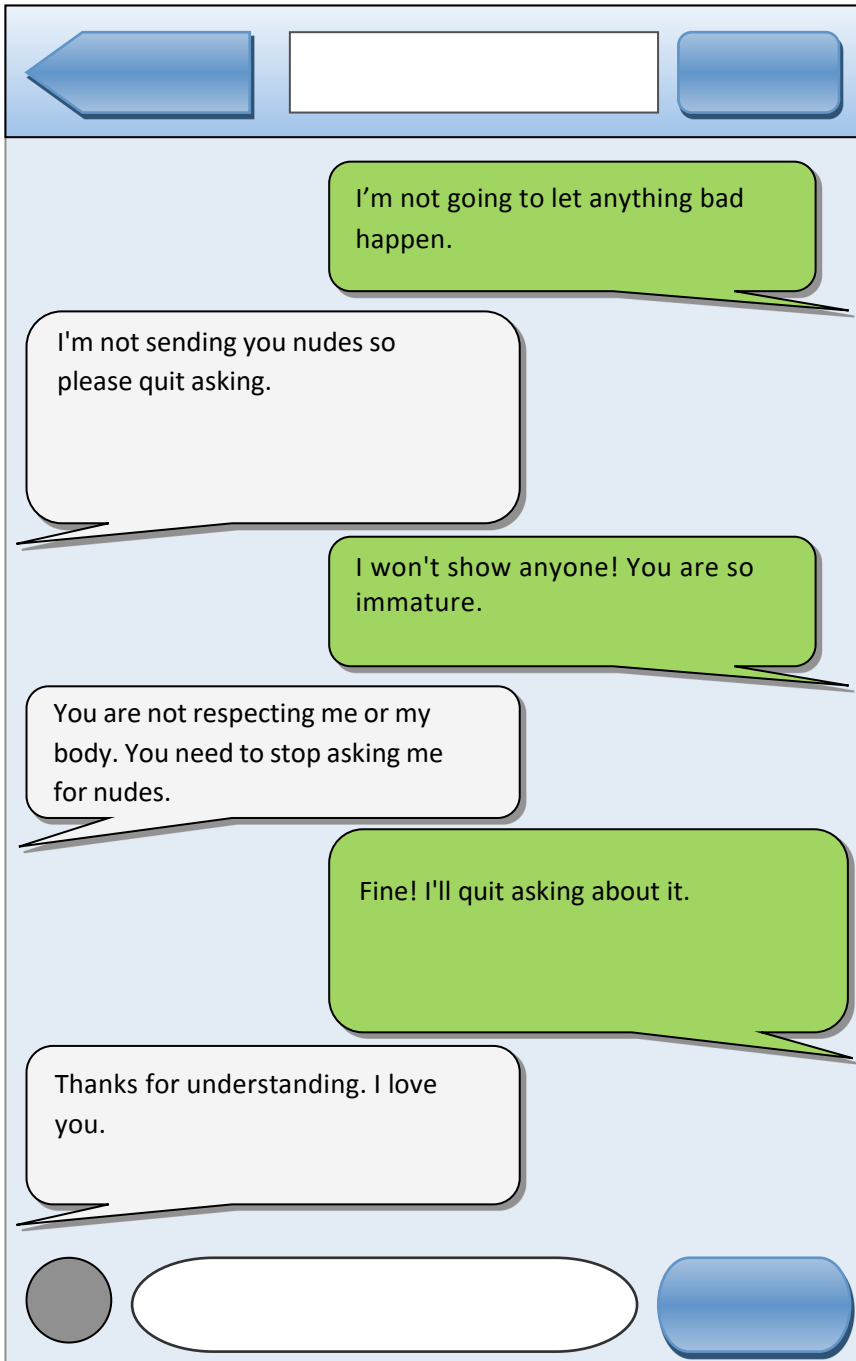 I’m not going to let anything bad
happen.
I'm not sending you nudes so
please quit asking.
I won't show anyone! You are so
immature.
You are not respecting me or my
body. You need to stop asking me
for nudes.
Fine! I'll quit asking about it.
Thanks for understanding. I love
you.